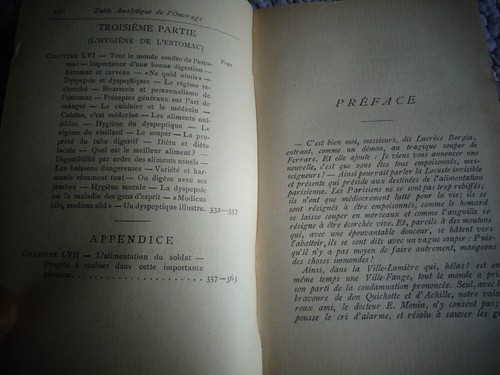 Table Analytique de l'Ouvrage
TROISIÈME PARTIE
(L'HYGIÈNE DE L'ESTOMAC)
Page
CHAPITRE LVI — Tout le monde souffre de l'esto-
mac — Importance d'une bonne digestion —
Estomac et cerveau — «Ne quid nimis» —
Dyspepsie et dyspeptiques — Le régime re-
cherché — Bizarrerie et personnalisme de
l'estomac — Préceptes généraux sur l'art de
manger — Le cuisinier et le médecin —
Cuisine, c'est médecine — Les aliments nui-
sibles — Hygiène du dyspeptique — Le
régime du vieillard — Le souper — La pro-
preté du tube digestif — Diète et diète
lactée — Quel est le meilleur aliment? —
Digestibilité par ordre des aliments usuels —
Les boissons dangereuses — Variété et har-
monie rendent tout — On digère avec ses
jambes — Hygiène morale — La dyspepsie
est la maladie des gens d'esprit — «Modicus
cibi, medicus sibi» — Un dyspeptique illustre. 332—357
APPENDICE
CHAPITRE LVII — L'alimentation du soldat —
Progrès à réaliser dans cette importante
question. 357—363
PRÉFACE
— C'est bien moi, messieurs, dit Lucrèce Borgia,
entrant, comme un démon, au tragique souper de
Ferrare. Et elle ajoute : Je viens vous annoncer une
nouvelle, c'est que vous êtes tous empoisonnés, mes-
seigneurs! — Ainsi pourrait parler la Locuste invisible
et présente qui préside aux destinées de l'alimentation
parisienne. Les Parisiens ne se sont pas trop rebiffés;
ils n'ont que médiocrement lutté pour la vie; ils se
sont résignés à être empoisonnés, comme le homard
se laisse couper en morceaux et comme l'anguille se
résigne à être écorchée vive. Et, pareils à des moutons
qui, avec une épouvantable douceur, se hâtent vers
l'abattoir, ils se sont dits avec un vague soupir : Puis-
qu'il n'y a pas moyen de faire autrement, mangeons
des choses immondes!
Ainsi, dans la Ville-Lumière qui, hélas! est en
même temps une Ville-Fange, tout le monde a pris
son parti de la condamnation prononcée. Seul, avec la
bravoure de don Quichotte et d'Achille, notre vale-
reux ami, le docteur E. Monin, n'y consent pas;
pousse le cri d'alarme, et résolu à sauver les g